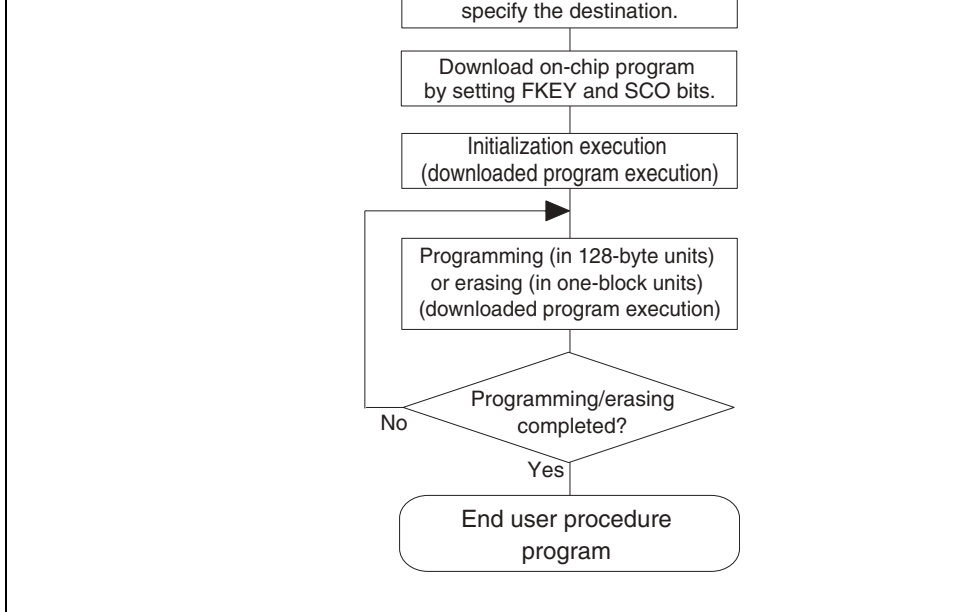 specify the destination.
Download on-chip program
by setting FKEY and SCO bits.
Initialization execution
(downloaded program execution)
Programming (in 128-byte units)
or erasing (in one-block units)
(downloaded program execution)
Programming/erasing
completed?
No
Yes
End user procedure
program